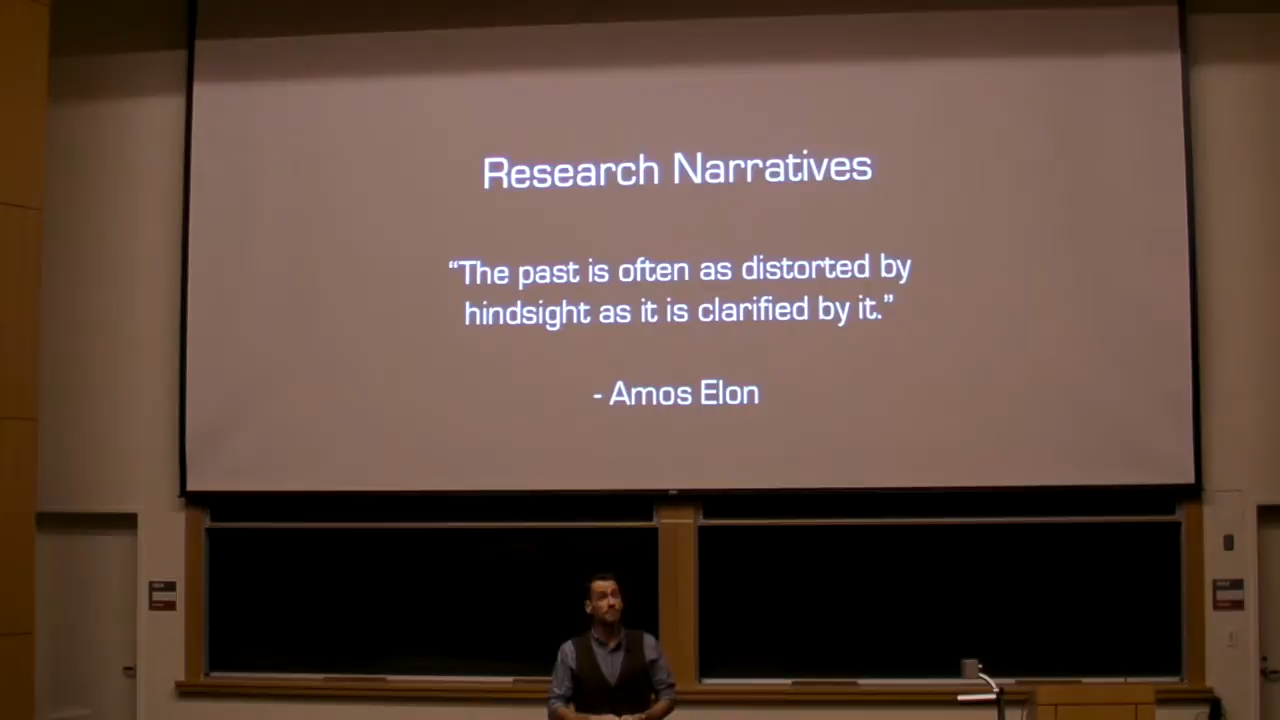 Research Narratives
“The past is often as distorted by
hindsight as it is clarified by it.”
- Amos Elon